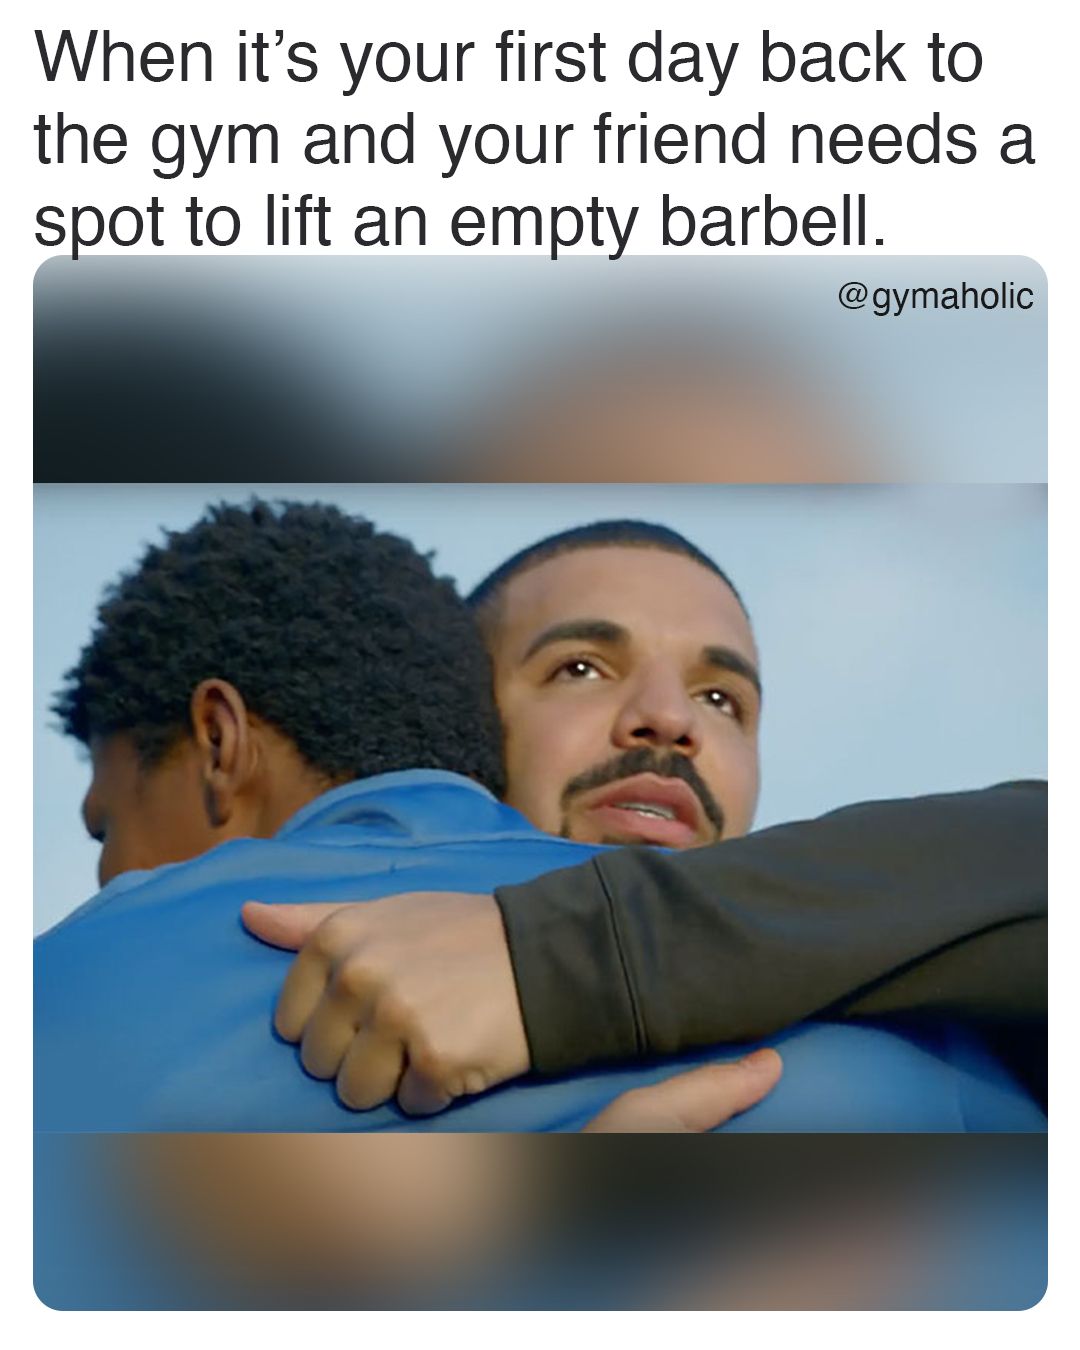 When it’s your first day back to
the gym and your friend needs a
spot to lift an empty barbell.
@gymaholic